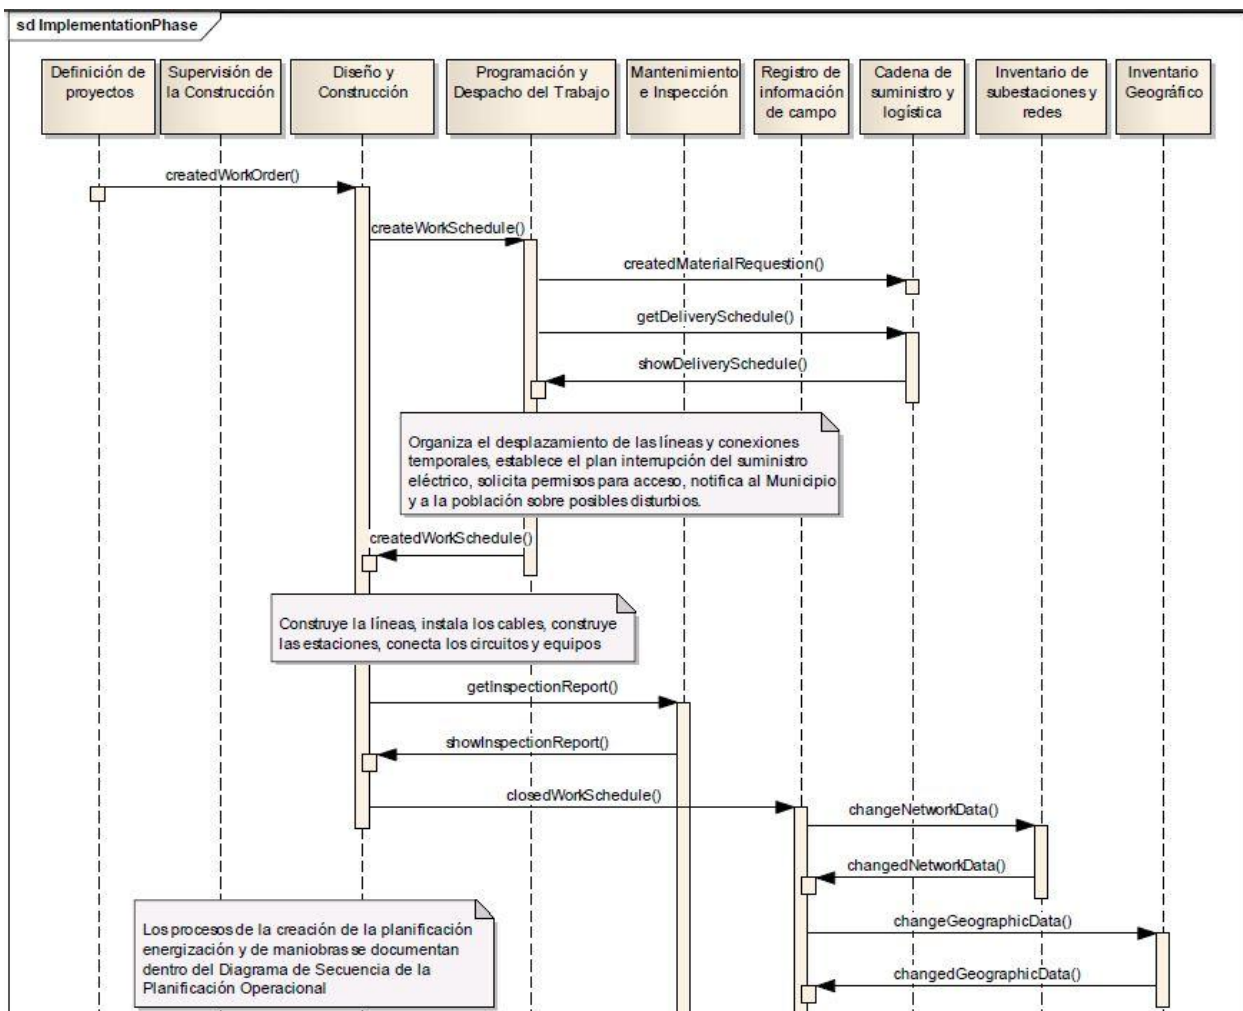 sd ImplementationPhase
Definición de
proyectos
Supervisión de
la Construcción
Diseño y
Construcción
Programación y
Despacho del Trabajo
Mantenimiento
e Inspección
Registro de
información
de campo
Cadena de
suministro y
logística
Inventario de
subestaciones y
redes
Inventario
Geográfico
createdWorkOrder()
createWorkSchedule()
createdMaterialRequestion()
getDeliverySchedule()
showDeliverySchedule()
Organiza el desplazamiento de las líneas y conexiones
temporales, establece el plan interrupción del suministro
eléctrico, solicita permisos para acceso, notifica al Municipio
y a la población sobre posibles disturbios.
createdWorkSchedule()
Construye la líneas, instala los cables, construye
las estaciones, conecta los circuitos y equipos
getInspectionReport()
showInspectionReport()
closedWorkSchedule()
changeNetworkData()
changedNetworkData()
changeGeographicData()
changedGeographicData()
Los procesos de la creación de la planificación
energización y de maniobras se documentan
dentro del Diagrama de Secuencia de la
Planificación Operacional